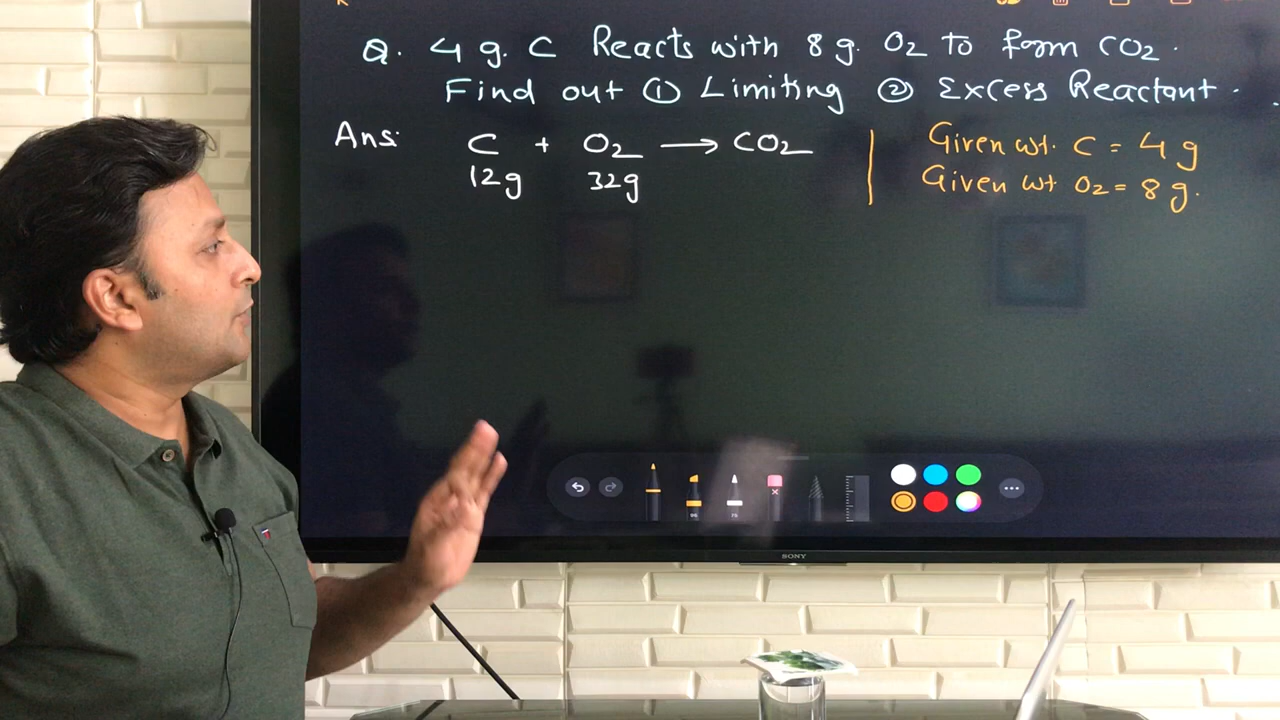 Q. 4 g. C Reacts with 8 g. O2 To form CO2.
Find out ① Limiting ② Excess Reactant.
Ans: C + O2 ⟶ CO2
12g 32g
Given wt. C = 4 g
Given wt O2 = 8 g.
SONY